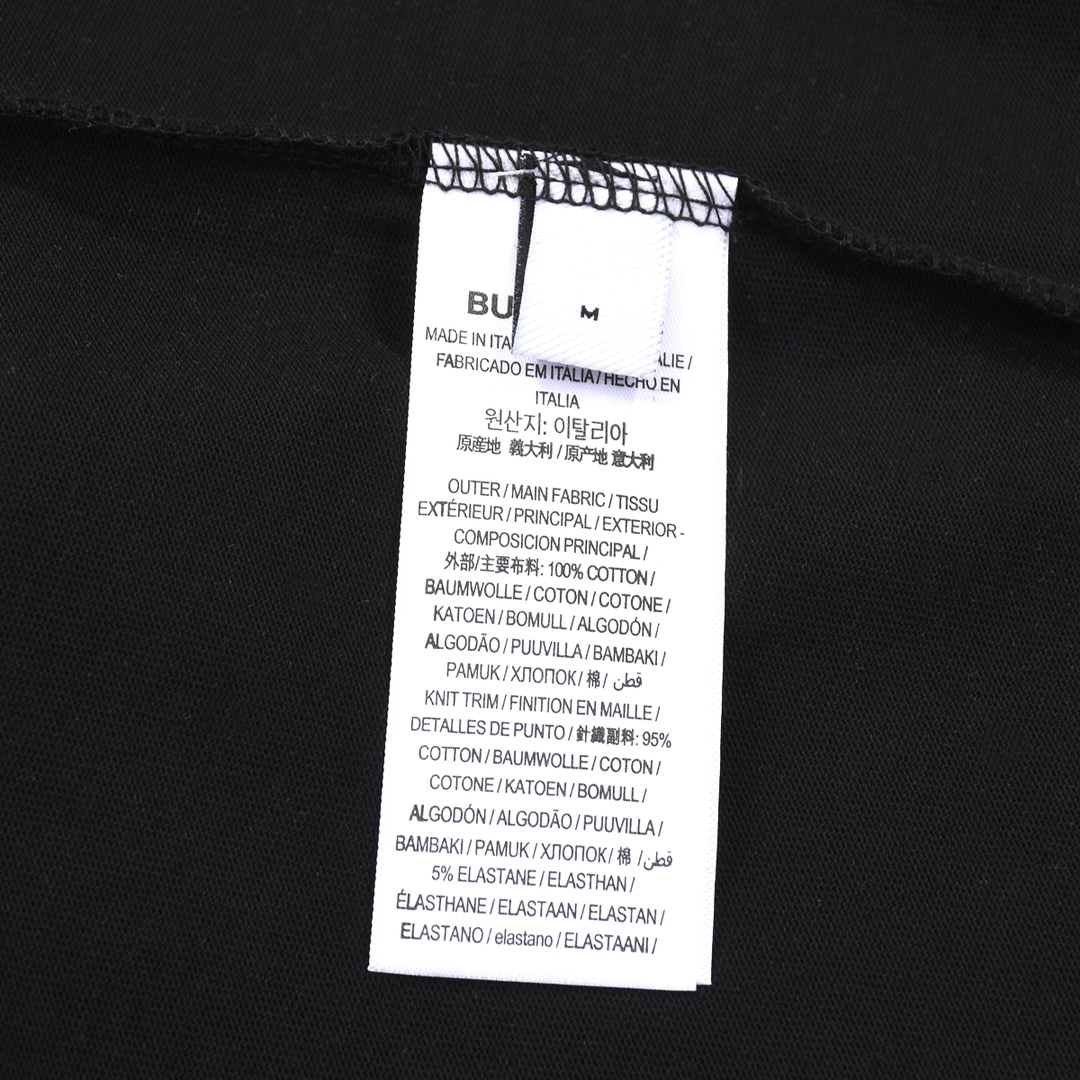 BU
M
MADE IN ITA ALIE /
FABRICADO EM ITALIA / HECHO EN
ITALIA
원산지: 이탈리아
原産地 義大利 / 原产地 意大利
OUTER / MAIN FABRIC / TISSU
EXTÉRIEUR / PRINCIPAL / EXTERIOR -
COMPOSICION PRINCIPAL /
外部/主要布料: 100% COTTON /
BAUMWOLLE / COTON / COTONE /
KATOEN / BOMULL / ALGODÓN /
ALGODÃO / PUUVILLA / BAMBAKI /
PAMUK / ХЛОПОК / 棉 / قطن
KNIT TRIM / FINITION EN MAILLE /
DETALLES DE PUNTO / 針織副料: 95%
COTTON / BAUMWOLLE / COTON /
COTONE / KATOEN / BOMULL /
ALGODÓN / ALGODÃO / PUUVILLA /
BAMBAKI / PAMUK / ХЛОПОК / 棉 / قطن
5% ELASTANE / ELASTHAN /
ÉLASTHANE / ELASTAAN / ELASTAN /
ELASTANO / elastano / ELASTAANI /